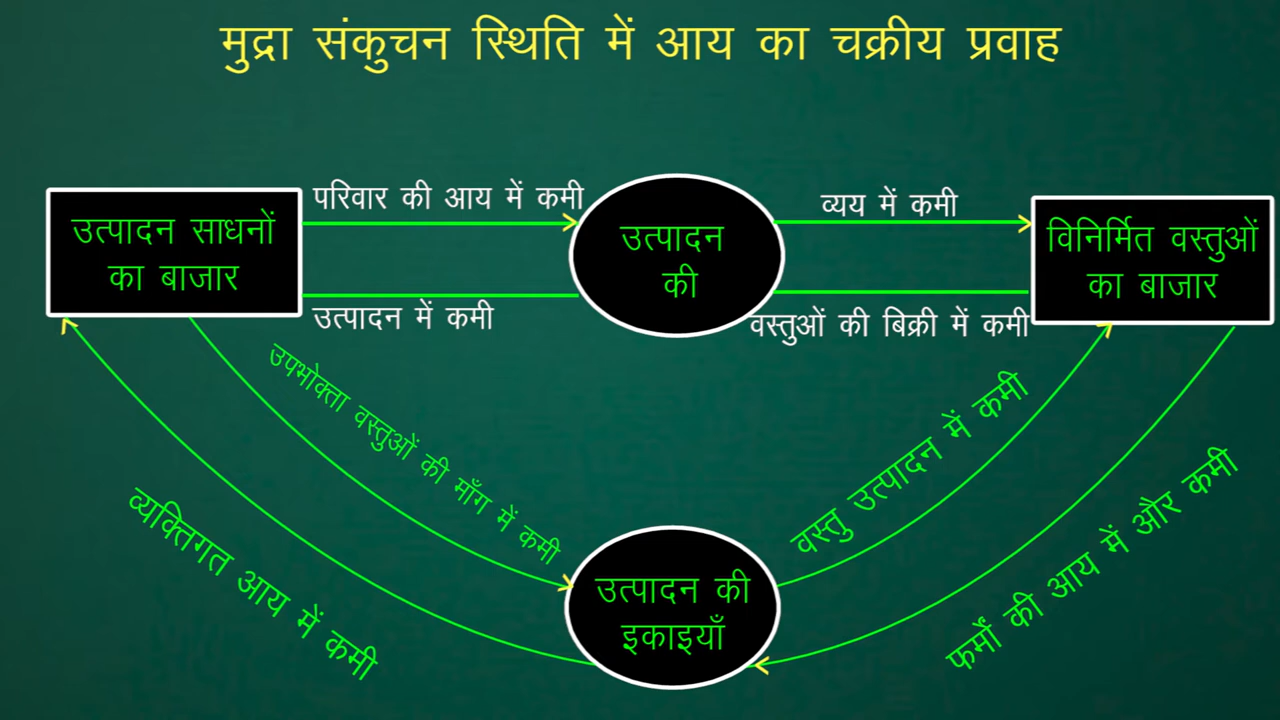 मुद्रा संकुचन स्थिति में आय का चक्रीय प्रवाह
परिवार की आय में कमी
व्यय में कमी
उत्पादन साधनों
का बाजार
उत्पादन
की
विनिर्मित वस्तुओं
का बाजार
उत्पादन में कमी
वस्तुओं की बिक्री में कमी
उपभोक्ता वस्तुओं की माँग में कमी
वस्तु उत्पादन में कमी
व्यक्तिगत आय में कमी
फर्मों की आय में और कमी
उत्पादन की
इकाइयाँ